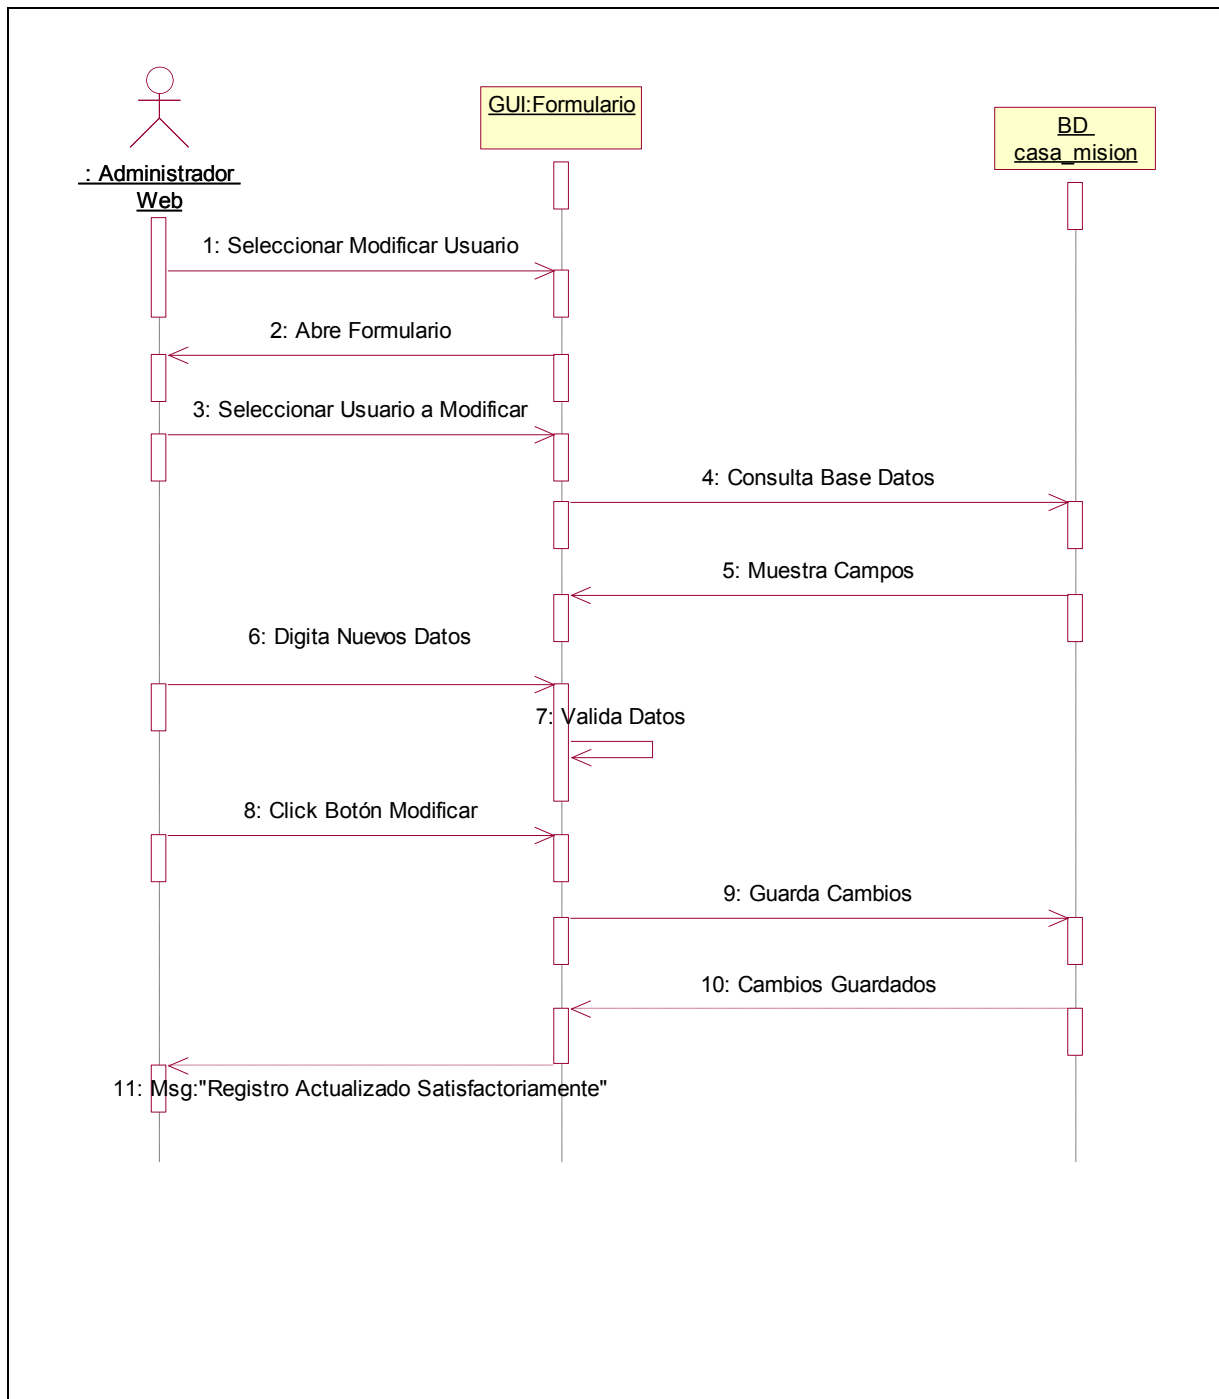 : Administrador
Web
GUI:Formulario
BD
casa_mision
1: Seleccionar Modificar Usuario
2: Abre Formulario
3: Seleccionar Usuario a Modificar
4: Consulta Base Datos
5: Muestra Campos
6: Digita Nuevos Datos
7: Valida Datos
8: Click Botón Modificar
9: Guarda Cambios
10: Cambios Guardados
11: Msg:"Registro Actualizado Satisfactoriamente"